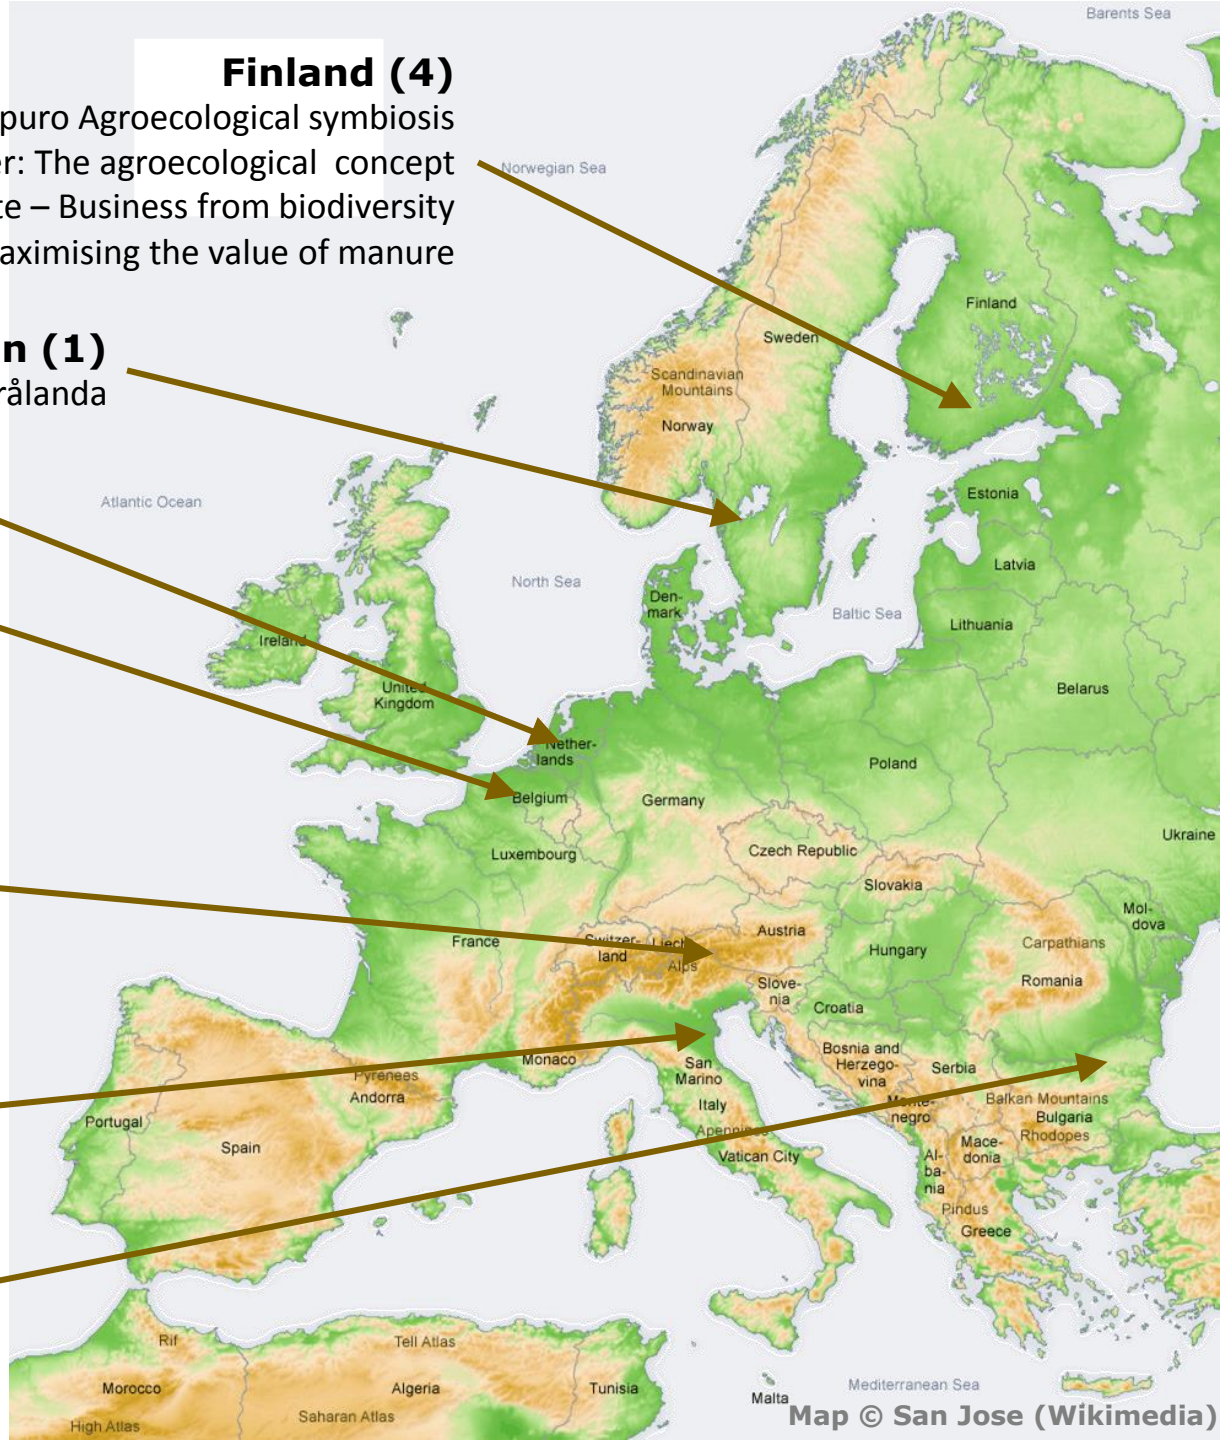 Barents Sea
Finland (4)
puro Agroecological symbiosis
er: The agroecological concept
te – Business from biodiversity
aximising the value of manure
Norwegian Sea
Finland
n (1)
rålanda
Sweden
Scandinavian
Mountains
Norway
Atlantic Ocean
Estonia
Latvia
North Sea
Den-
mark
Baltic Sea
Lithuania
Ireland
United
Kingdom
Belarus
Nether-
lands
Poland
Belgium
Germany
Ukraine
Luxembourg
Czech Republic
Slovakia
Mol-
dova
France
Switzer-
land
Liech
Alps
Austria
Hungary
Carpathians
Romania
Slove-
nia
Croatia
Monaco
San
Marino
Bosnia and
Herzego-
vina
Serbia
Pyrenees
Andorra
Italy
Monte-
negro
Balkan Mountains
Bulgaria
Rhodopes
Portugal
Spain
Apennines
Vatican City
Mace-
donia
Al-
ba-
nia
Pindus
Greece
Rif
Tell Atlas
Morocco
Algeria
Tunisia
High Atlas
Saharan Atlas
Malta
Mediterranean Sea
Map © San Jose (Wikimedia)